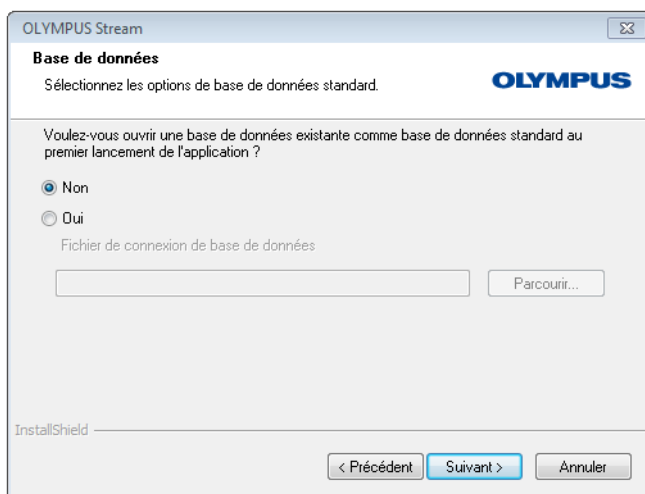 OLYMPUS Stream
Base de données
Sélectionnez les options de base de données standard.
OLYMPUS
Voulez-vous ouvrir une base de données existante comme base de données standard au
premier lancement de l'application ?
Non
Oui
Fichier de connexion de base de données
Parcourir...
InstallShield
< Précédent
Suivant >
Annuler